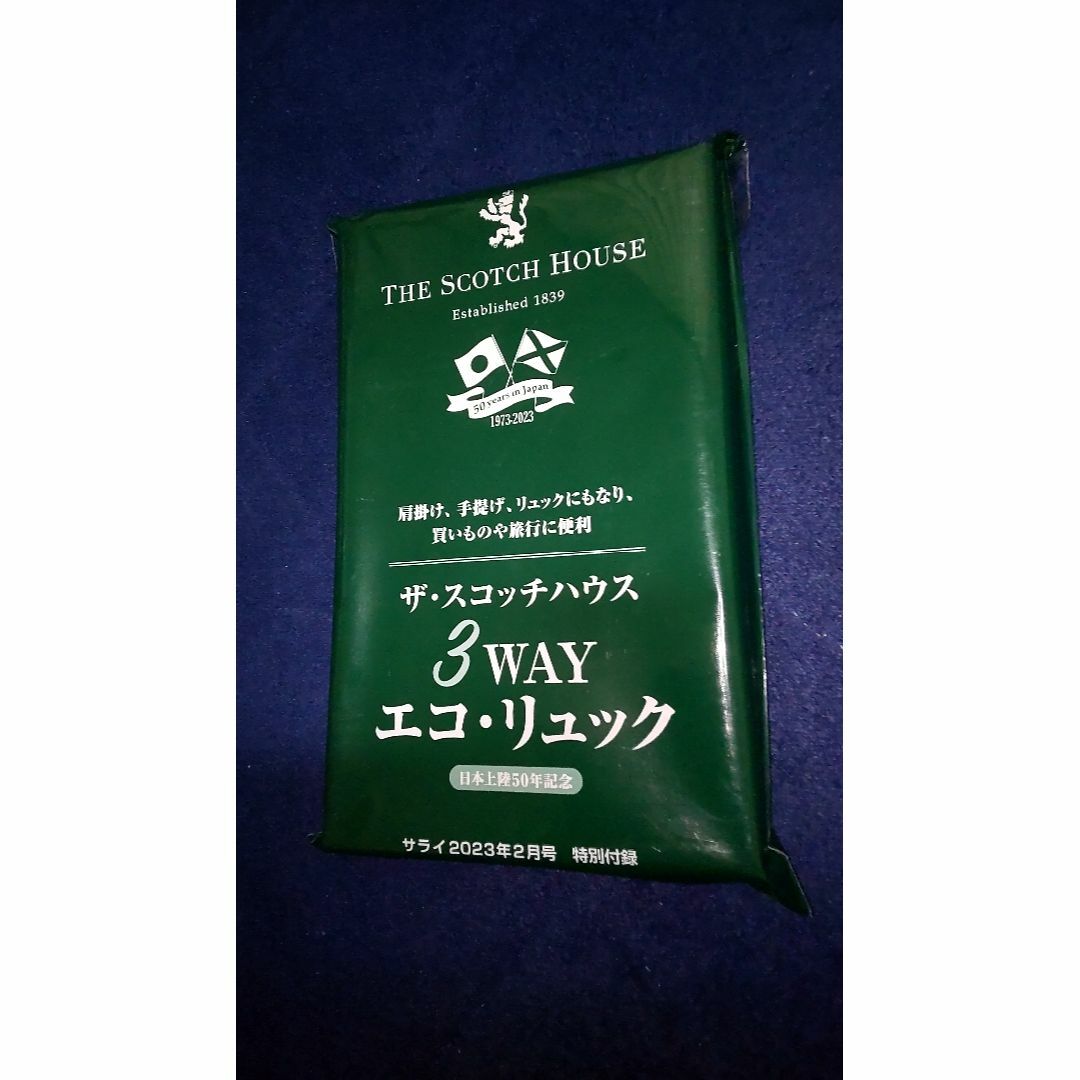 THE SCOTCH HOUSE
Established 1839
50 years in Japan
1973-2023
肩掛け、手提げ、リュックにもなり、
買いものや旅行に便利
ザ・スコッチハウス
3 WAY
エコ・リュック
日本上陸50年記念
サライ2023年2月号 特別付録